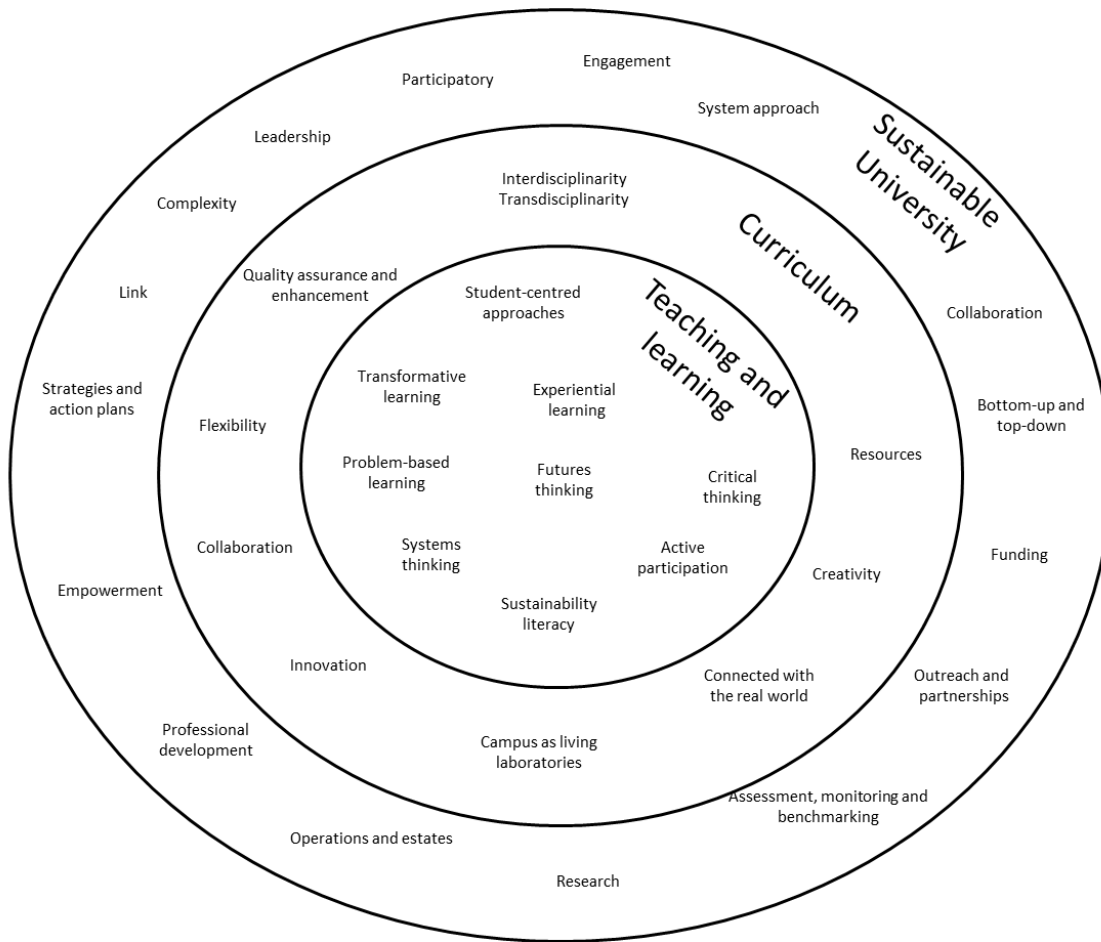 Engagement
Participatory
System approach
Leadership
Sustainable
University
Interdisciplinarity
Transdisciplinarity
Complexity
Curriculum
Quality assurance and
enhancement
Link
Student-centred
approaches
Teaching and
learning
Collaboration
Strategies and
action plans
Transformative
learning
Experiential
learning
Bottom-up and
top-down
Flexibility
Resources
Problem-based
learning
Futures
thinking
Critical
thinking
Collaboration
Systems
thinking
Active
participation
Funding
Creativity
Empowerment
Sustainability
literacy
Innovation
Connected with
the real world
Outreach and
partnerships
Professional
development
Campus as living
laboratories
Assessment, monitoring and
benchmarking
Operations and estates
Research